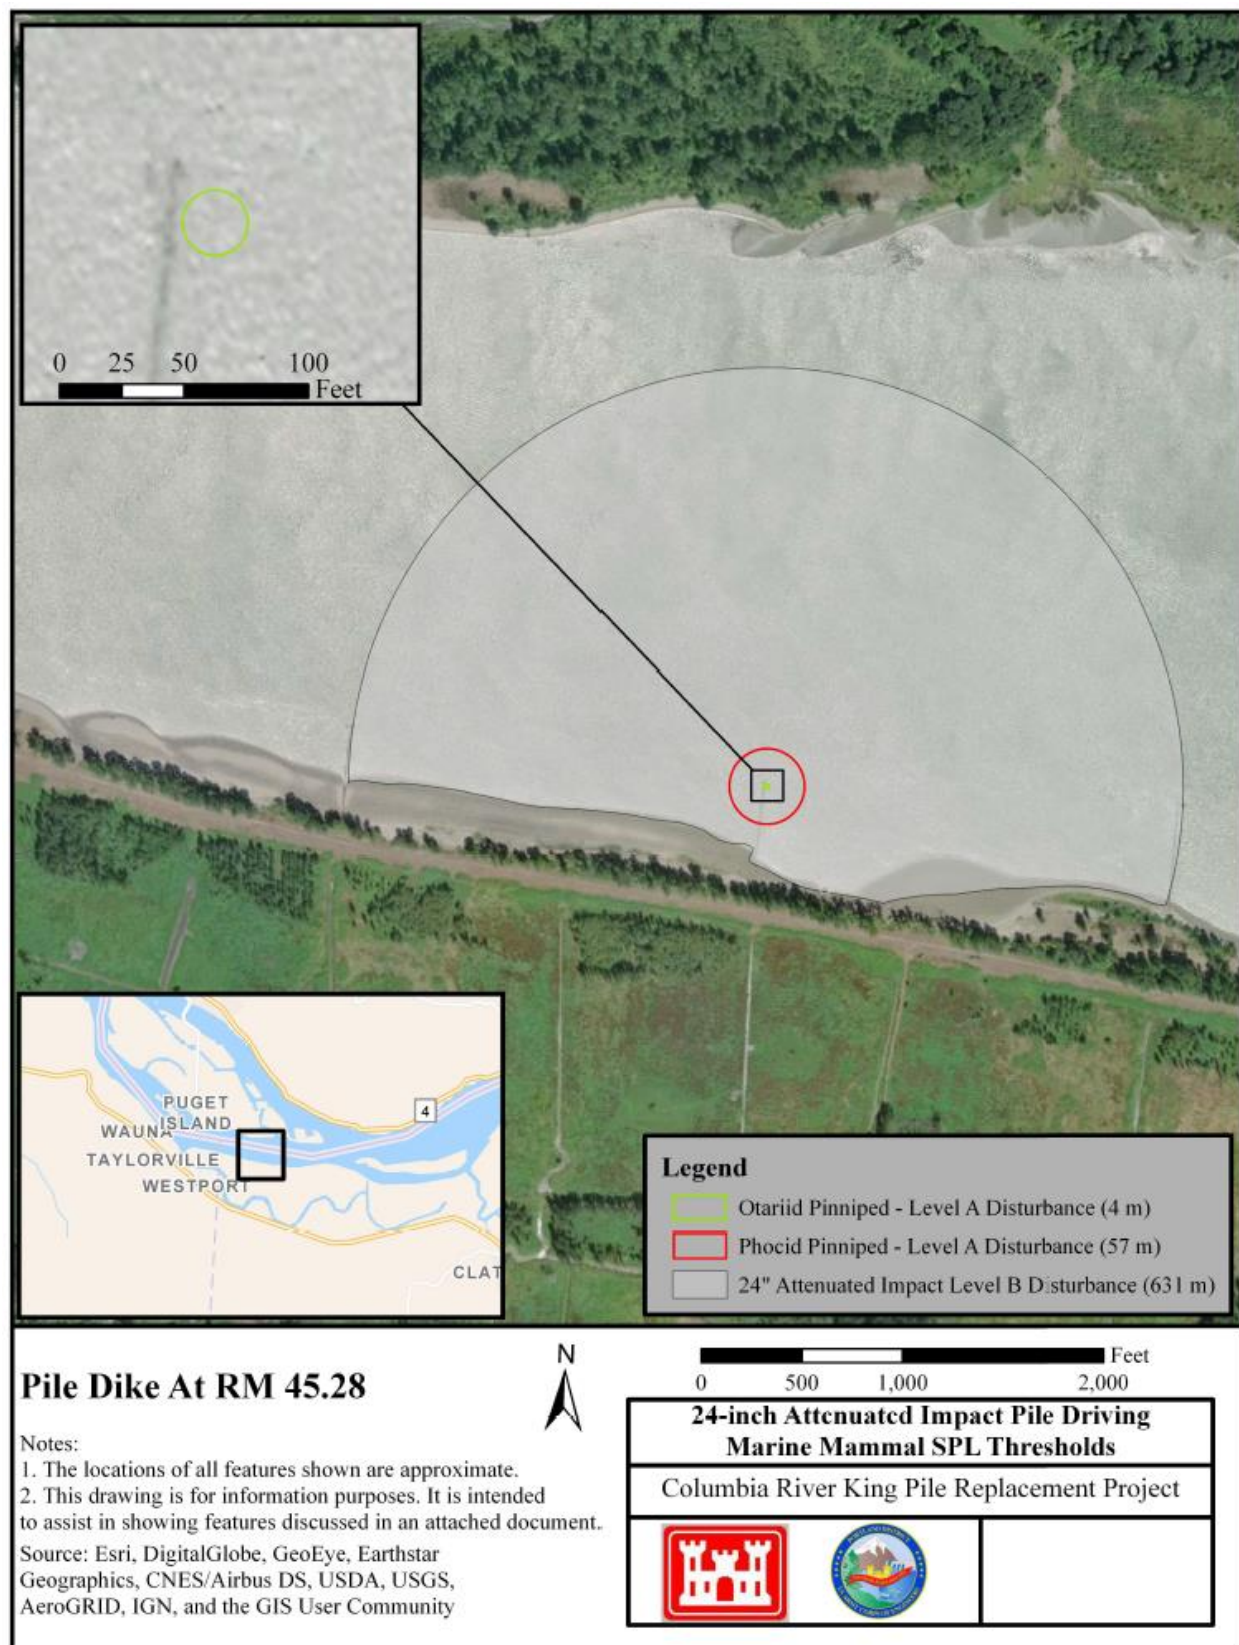 0 25 50 100
Feet
PUGET
ISLAND
WAUNA
TAYLORVILLE
WESTPORT
4
CLAT
Legend
Otariid Pinniped - Level A Disturbance (4 m)
Phocid Pinniped - Level A Disturbance (57 m)
24" Attenuated Impact Level B Disturbance (631 m)
Pile Dike At RM 45.28
N
Notes:
1. The locations of all features shown are approximate.
2. This drawing is for information purposes. It is intended
to assist in showing features discussed in an attached document.
Source: Esri, DigitalGlobe, GeoEye, Earthstar
Geographics, CNES/Airbus DS, USDA, USGS,
AeroGRID, IGN, and the GIS User Community
Feet
0 500 1,000 2,000
24-inch Attenuated Impact Pile Driving
Marine Mammal SPL Thresholds
Columbia River King Pile Replacement Project